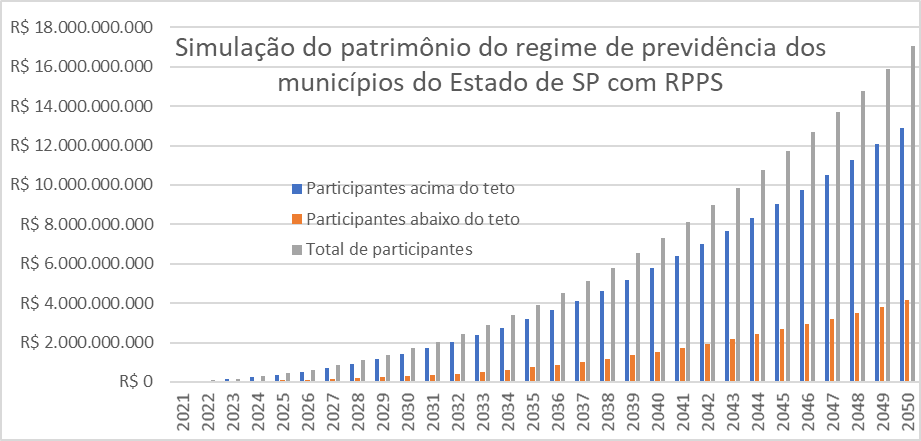 Simulação do patrimônio do regime de previdência dos
municípios do Estado de SP com RPPS
R$ 18.000.000.000
R$ 16.000.000.000
R$ 14.000.000.000
R$ 12.000.000.000
R$ 10.000.000.000
R$ 8.000.000.000
R$ 6.000.000.000
R$ 4.000.000.000
R$ 2.000.000.000
R$ 0
Participantes acima do teto
Participantes abaixo do teto
Total de participantes
2021
2022
2023
2024
2025
2026
2027
2028
2029
2030
2031
2032
2033
2034
2035
2036
2037
2038
2039
2040
2041
2042
2043
2044
2045
2046
2047
2048
2049
2050